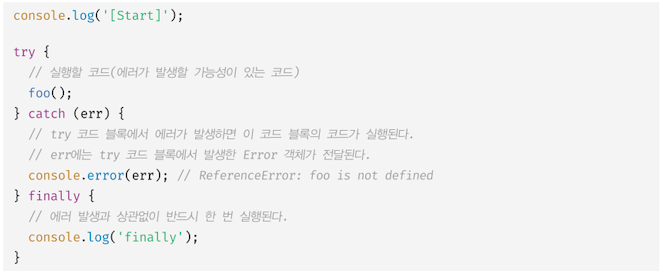 console.log('[Start]');

try {
  // 실행할 코드(에러가 발생할 가능성이 있는 코드)
  foo();
} catch (err) {
  // try 코드 블록에서 에러가 발생하면 이 코드 블록의 코드가 실행된다.
  // err에는 try 코드 블록에서 발생한 Error 객체가 전달된다.
  console.error(err); // ReferenceError: foo is not defined
} finally {
  // 에러 발생과 상관없이 반드시 한 번 실행된다.
  console.log('finally');
}